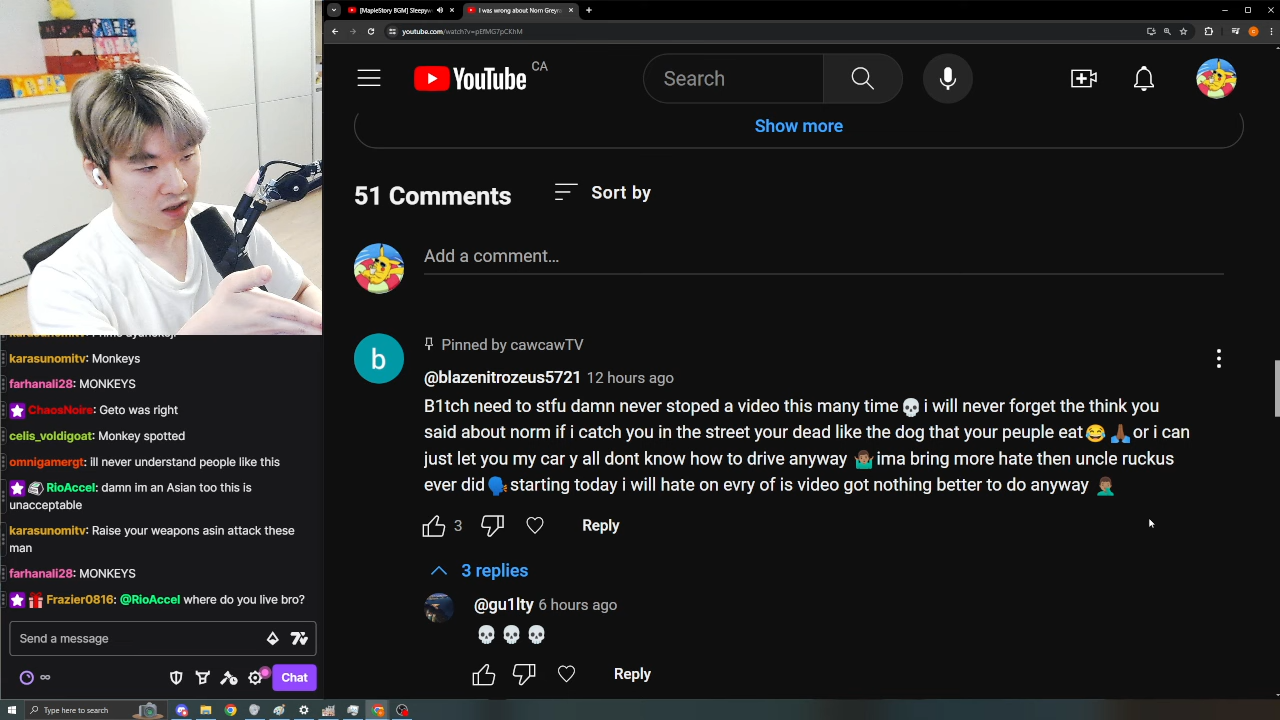 [MapleStory BGM] Sleepyw
I was wrong about Norn Greyr
youtube.com/watch?v=pEfMG7pCKhM
YouTube CA
Search
Show more
51 Comments
Sort by
Add a comment…
Pinned by cawcawTV
b
@blazenitrozeus5721 12 hours ago
B1tch need to stfu damn never stoped a video this many time💀i will never forget the think you
said about norm if i catch you in the street your dead like the dog that your peuple eat😂🙏🏾or i can
just let you my car y all dont know how to drive anyway 🤷🏽‍♂️ima bring more hate then uncle ruckus
ever did🗣️starting today i will hate on evry of is video got nothing better to do anyway 🤦🏽‍♂️
3
Reply
3 replies
@gu1lty 6 hours ago
💀💀💀
Reply
karasunomitv: Monkeys
farhanali28: MONKEYS
ChaosNoire: Geto was right
celis_voldigoat: Monkey spotted
omnigamergt: ill never understand people like this
RioAccel: damn im an Asian too this is
unacceptable
karasunomitv: Raise your weapons asin attack these
man
farhanali28: MONKEYS
Frazier0816: @RioAccel where do you live bro?
Send a message
∞
Chat
Type here to search